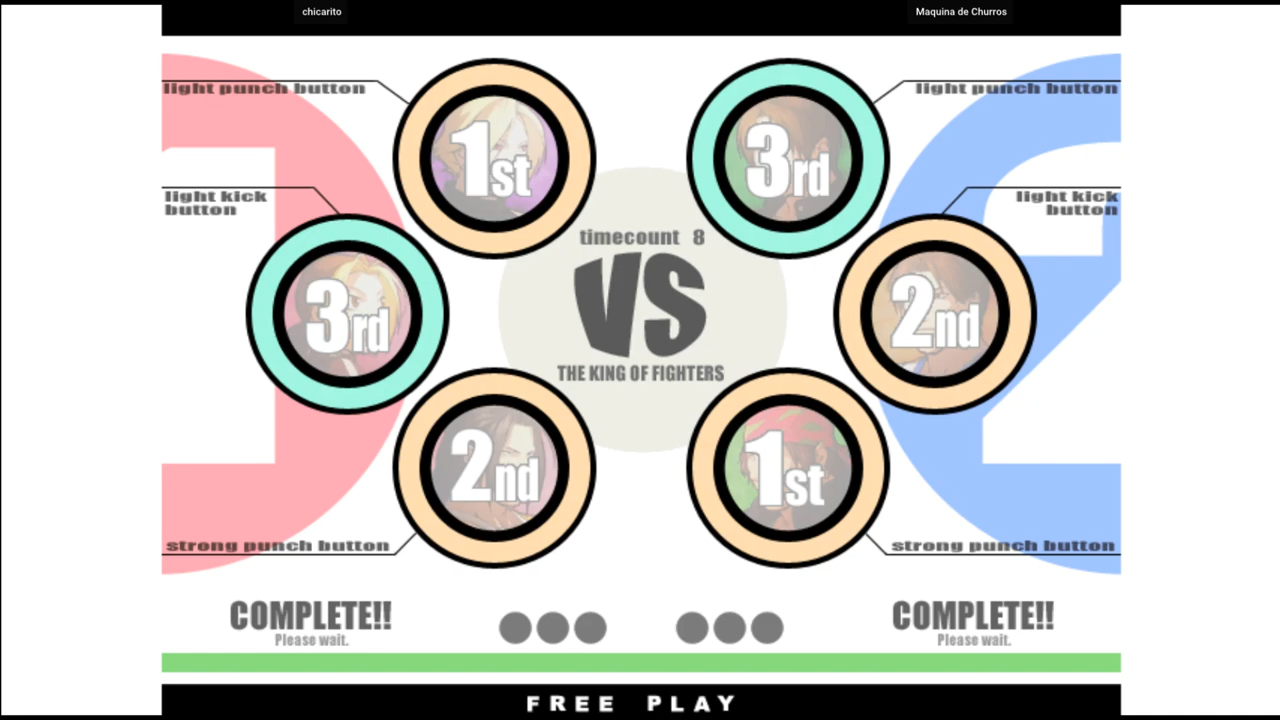 chicarito
Maquina de Churros
light punch button
light punch button
1st
3rd
light kick
button
light kick
button
timecount 8
VS
THE KING OF FIGHTERS
3rd
2nd
2nd
1st
strong punch button
strong punch button
COMPLETE!!
Please wait.
COMPLETE!!
Please wait.
FREE PLAY